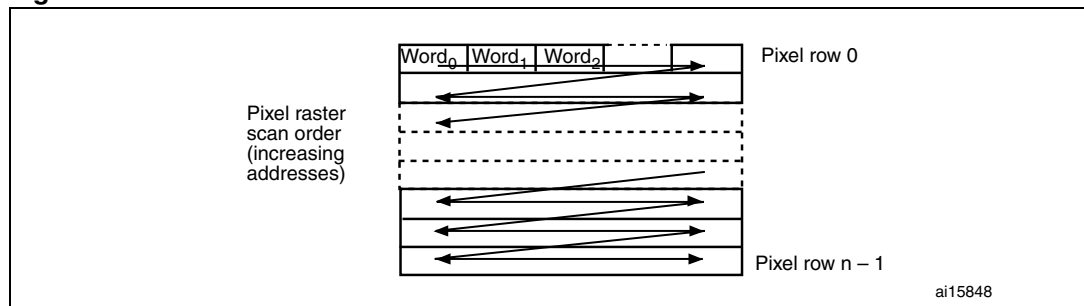 Word0 Word1 Word2
Pixel row 0
Pixel raster
scan order
(increasing
addresses)
Pixel row n – 1
ai15848